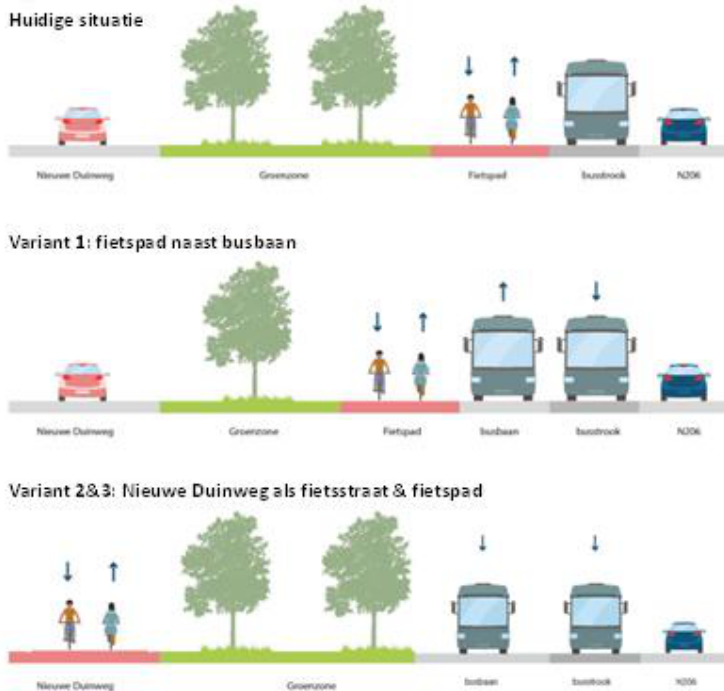 Huidige situatie
Nieuwe Duinweg Groenzone Fietspad busstrook N206
Variant 1: fietspad naast busbaan
Nieuwe Duinweg Groenzone Fietspad busbaan busstrook N206
Variant 2&3: Nieuwe Duinweg als fietsstraat & fietspad
Nieuwe Duinweg Groenzone busbaan busstrook N206